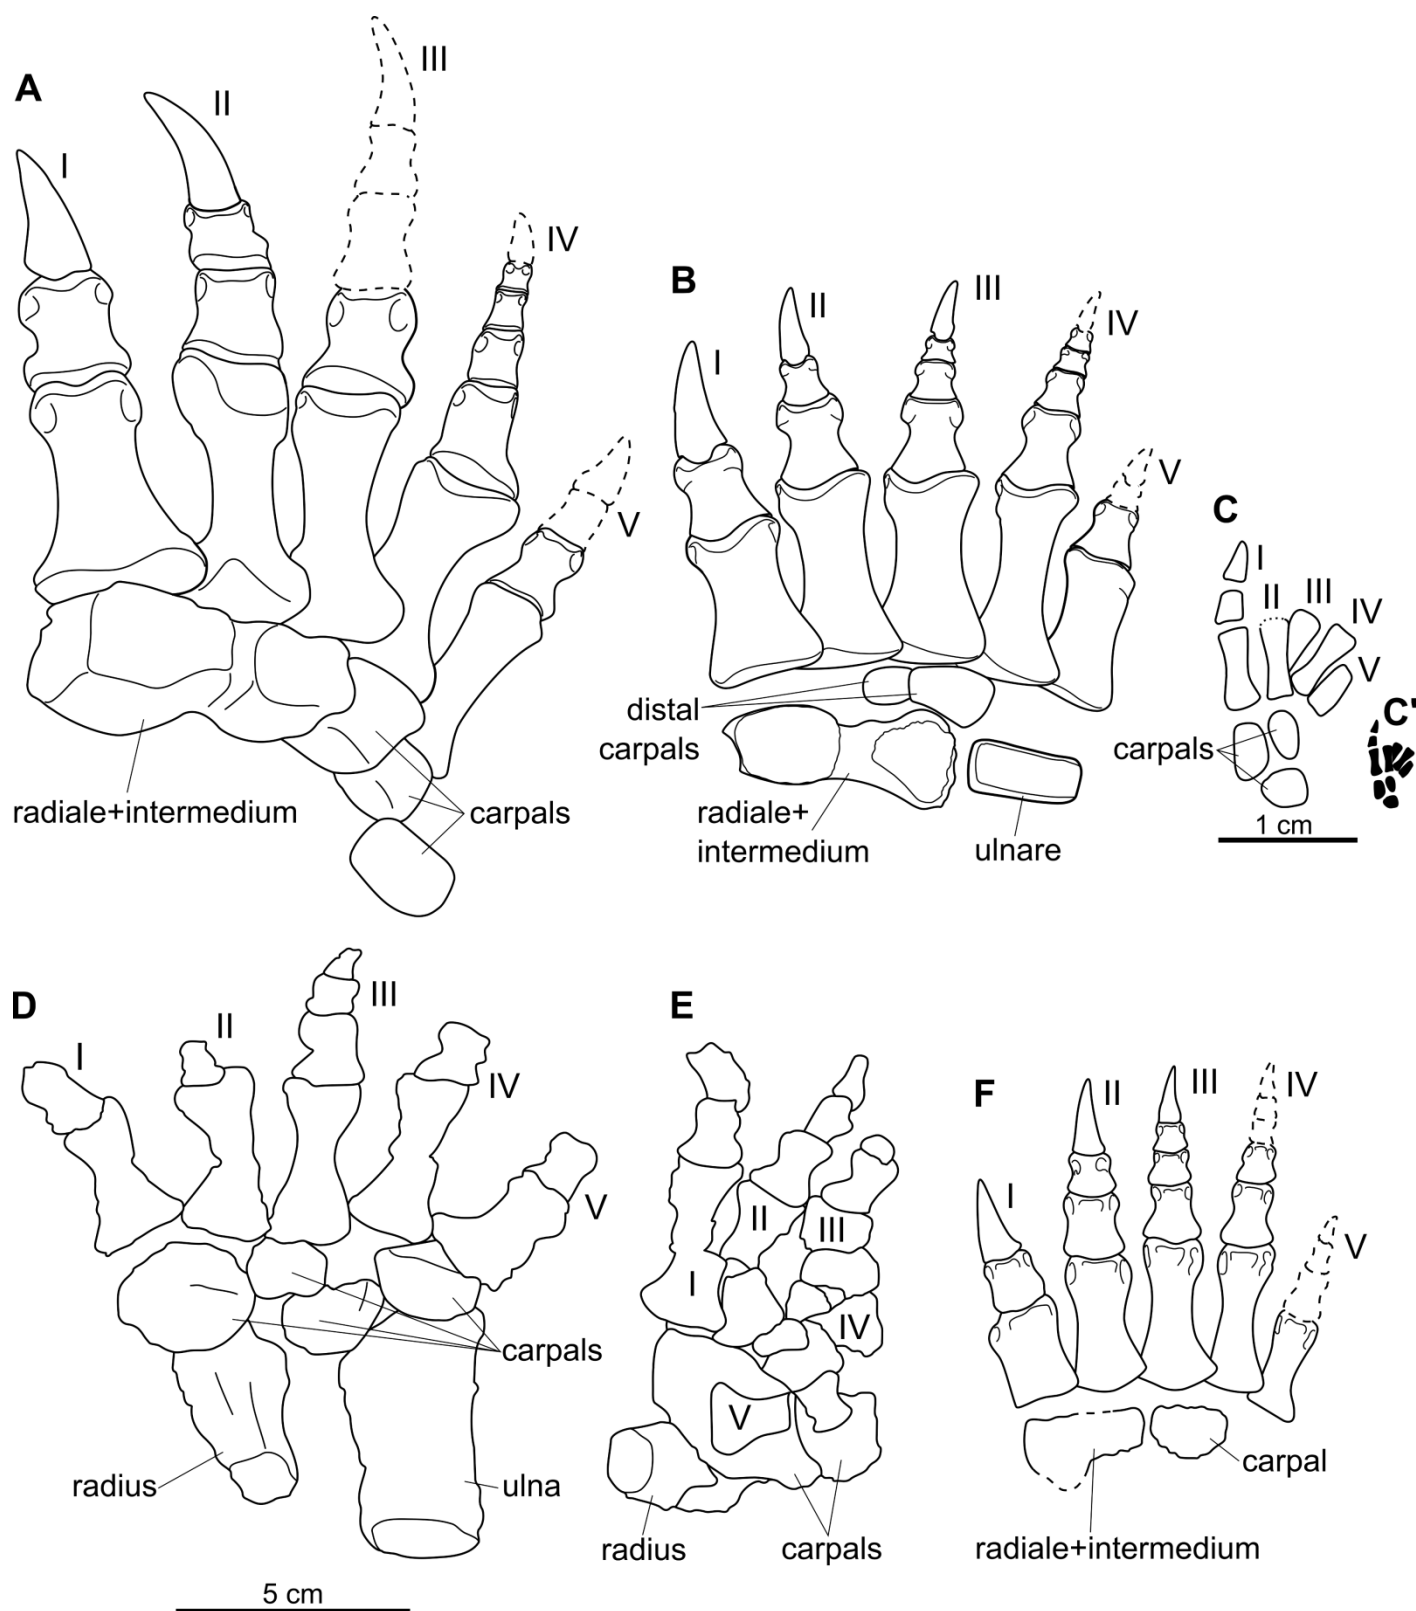 A
I
II
III
IV
V
radiale+intermedium
carpals
B
I
II
III
IV
V
distal
carpals
radiale+
intermedium
ulnare
C
I
II
III
IV
V
carpals
C'
1 cm
D
I
II
III
IV
V
carpals
radius
ulna
5 cm
E
I
II
III
IV
V
radius
carpals
F
I
II
III
IV
V
carpal
radiale+intermedium